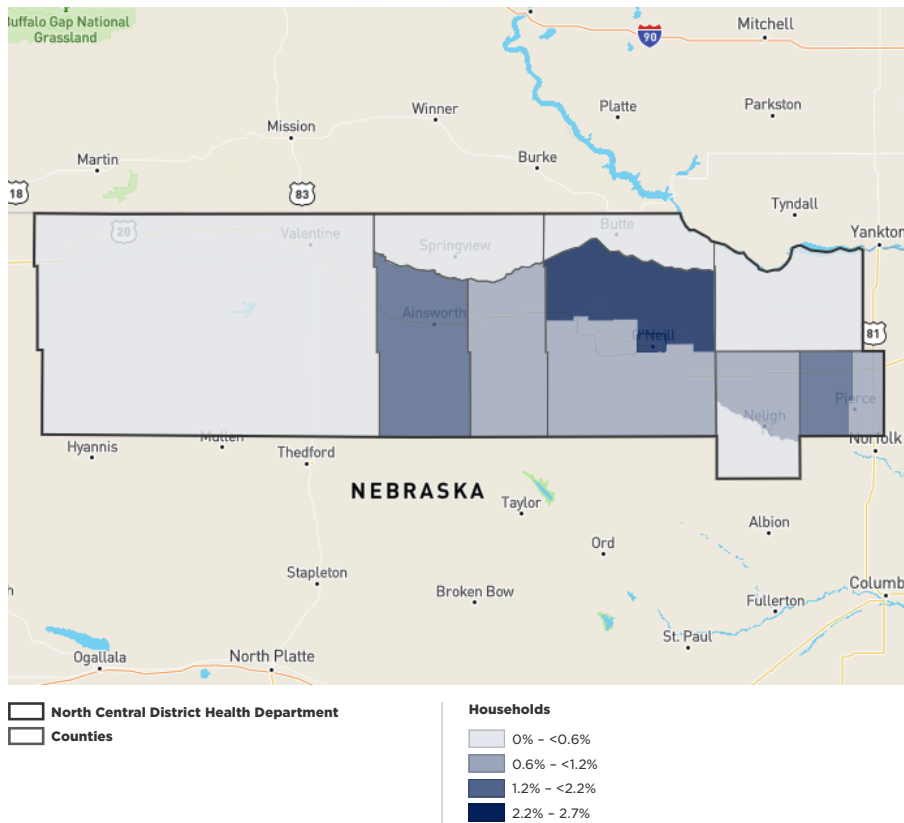 Buffalo Gap National
Grassland
90
Mitchell
Platte
Parkston
Winner
Mission
Martin
Burke
18
83
Tyndall
20
Valentine
Butte
Springview
Yankton
Ainsworth
O'Neill
81
Pierce
Neligh
Hyannis
Mullen
Thedford
Norfolk
NEBRASKA
Taylor
Albion
Ord
Stapleton
Broken Bow
Columb
h
Fullerton
St. Paul
Ogallala
North Platte
North Central District Health Department
Counties
Households
0% – <0.6%
0.6% – <1.2%
1.2% – <2.2%
2.2% – 2.7%